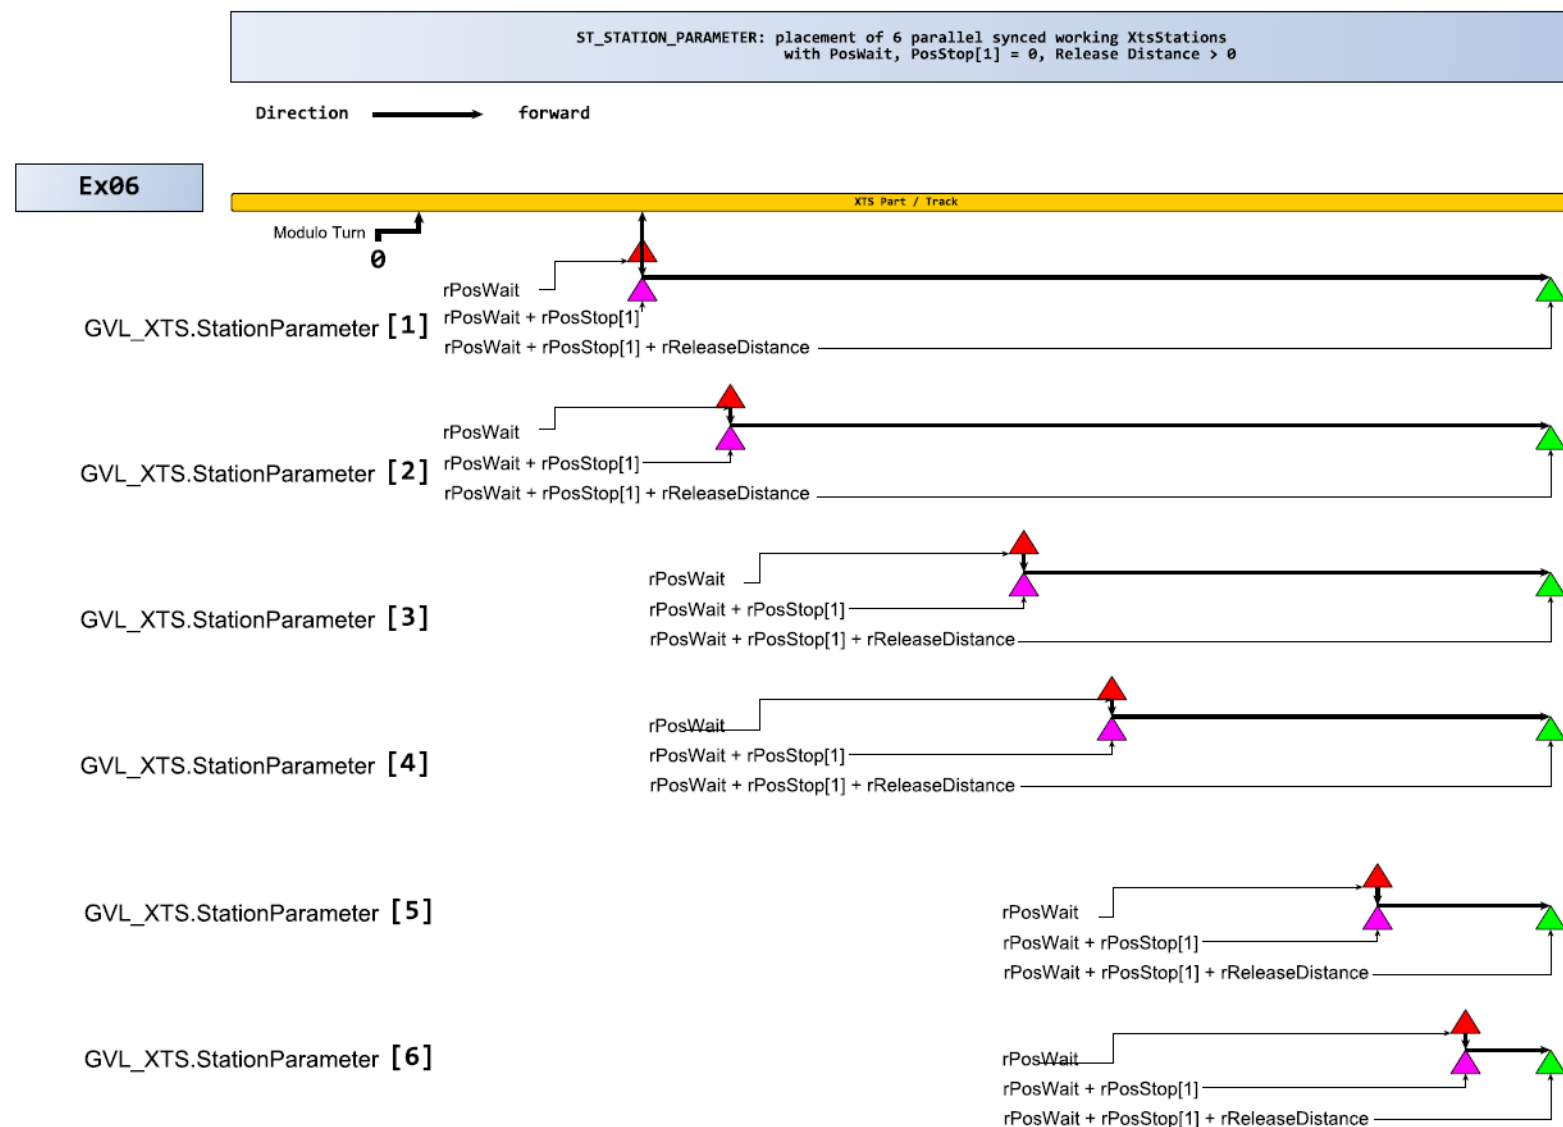 ST_STATION_PARAMETER: placement of 6 parallel synced working XtsStations
with PosWait, PosStop[1] = 0, Release Distance > 0
Direction forward
Ex06
XTS Part / Track
Modulo Turn
0
rPosWait
GVL_XTS.StationParameter [1]
rPosWait + rPosStop[1]
rPosWait + rPosStop[1] + rReleaseDistance
rPosWait
GVL_XTS.StationParameter [2]
rPosWait + rPosStop[1]
rPosWait + rPosStop[1] + rReleaseDistance
rPosWait
rPosWait + rPosStop[1]
GVL_XTS.StationParameter [3]
rPosWait + rPosStop[1] + rReleaseDistance
rPosWait
rPosWait + rPosStop[1]
GVL_XTS.StationParameter [4]
rPosWait + rPosStop[1] + rReleaseDistance
GVL_XTS.StationParameter [5]
rPosWait
rPosWait + rPosStop[1]
rPosWait + rPosStop[1] + rReleaseDistance
GVL_XTS.StationParameter [6]
rPosWait
rPosWait + rPosStop[1]
rPosWait + rPosStop[1] + rReleaseDistance